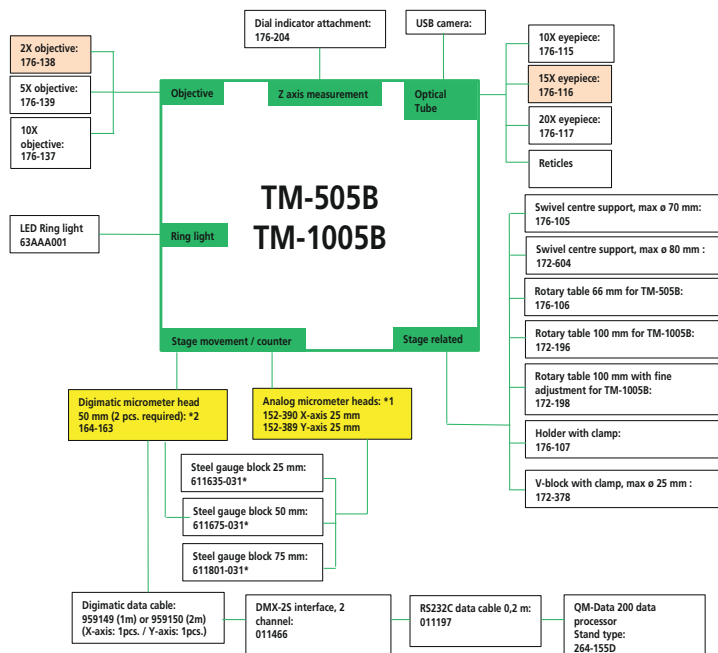 Dial indicator attachment:
176-204
USB camera:
2X objective:
176-138
5X objective:
176-139
10X
objective:
176-137
10X eyepiece:
176-115
15X eyepiece:
176-116
20X eyepiece:
176-117
Reticles
Objective
Z axis measurement
Optical
Tube
TM-505B
TM-1005B
LED Ring light
63AAA001
Ring light
Stage movement / counter
Stage related
Swivel centre support, max ø 70 mm:
176-105
Swivel centre support, max ø 80 mm :
172-604
Rotary table 66 mm for TM-505B:
176-106
Rotary table 100 mm for TM-1005B:
172-196
Rotary table 100 mm with fine
adjustment for TM-1005B:
172-198
Holder with clamp:
176-107
V-block with clamp, max ø 25 mm :
172-378
Digimatic micrometer head
50 mm (2 pcs. required): *2
164-163
Analog micrometer heads: *1
152-390 X-axis 25 mm
152-389 Y-axis 25 mm
Steel gauge block 25 mm:
611635-031*
Steel gauge block 50 mm:
611675-031*
Steel gauge block 75 mm:
611801-031*
Digimatic data cable:
959149 (1m) or 959150 (2m)
(X-axis: 1pcs. / Y-axis: 1pcs.)
DMX-2S interface, 2
channel:
011466
RS232C data cable 0,2 m:
011197
QM-Data 200 data
processor
Stand type:
264-155D